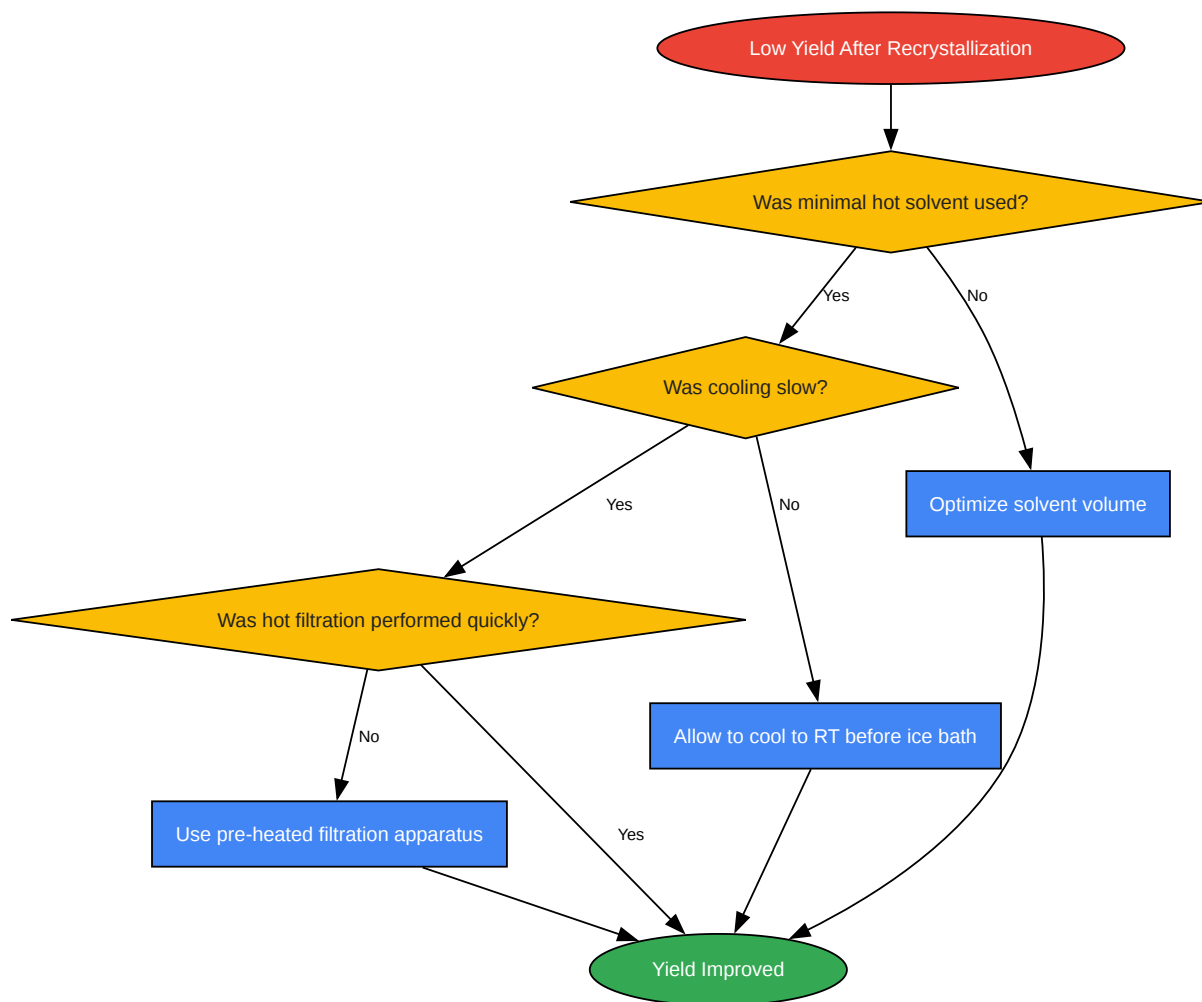 Low Yield After Recrystallization
Was minimal hot solvent used?
Yes
No
Was cooling slow?
Yes
No
Optimize solvent volume
Was hot filtration performed quickly?
No
Allow to cool to RT before ice bath
Use pre-heated filtration apparatus
Yes
Yield Improved